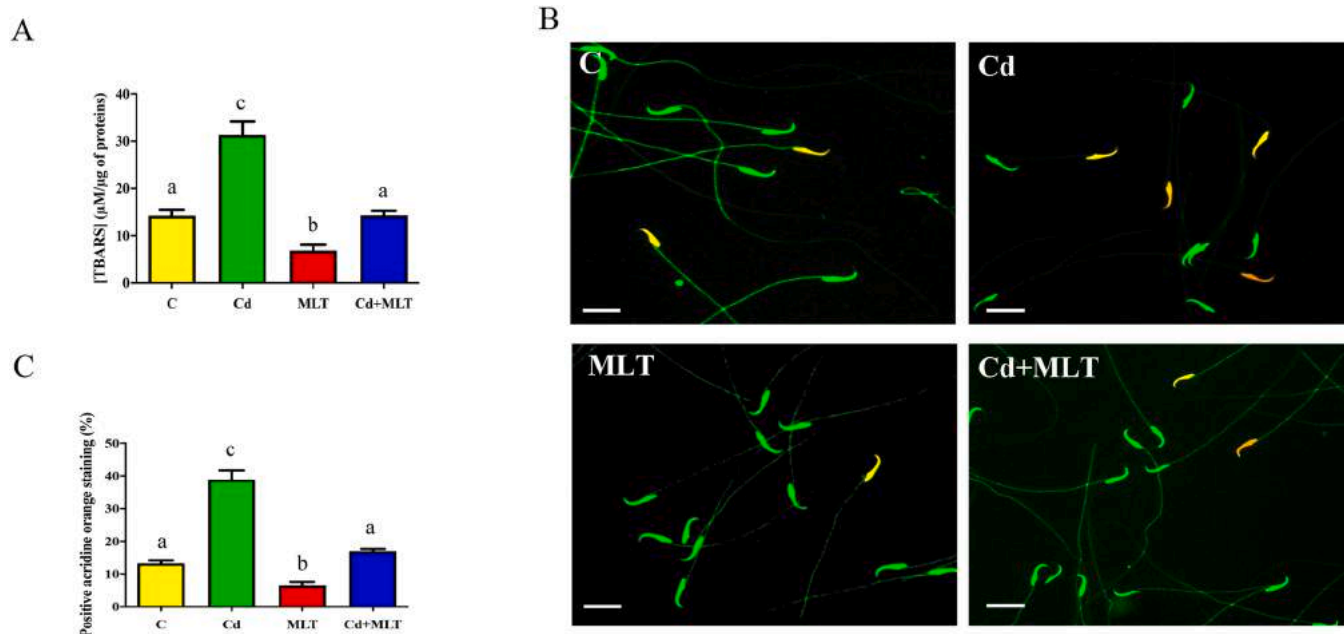 A
[TBARS] (μM/μg of proteins)
40
30
20
10
0
a
c
b
a
C
Cd
MLT
Cd+MLT
B
C
Cd
MLT
Cd+MLT
C
Positive acridine orange staining (%)
50
40
30
20
10
0
a
c
b
a
C
Cd
MLT
Cd+MLT